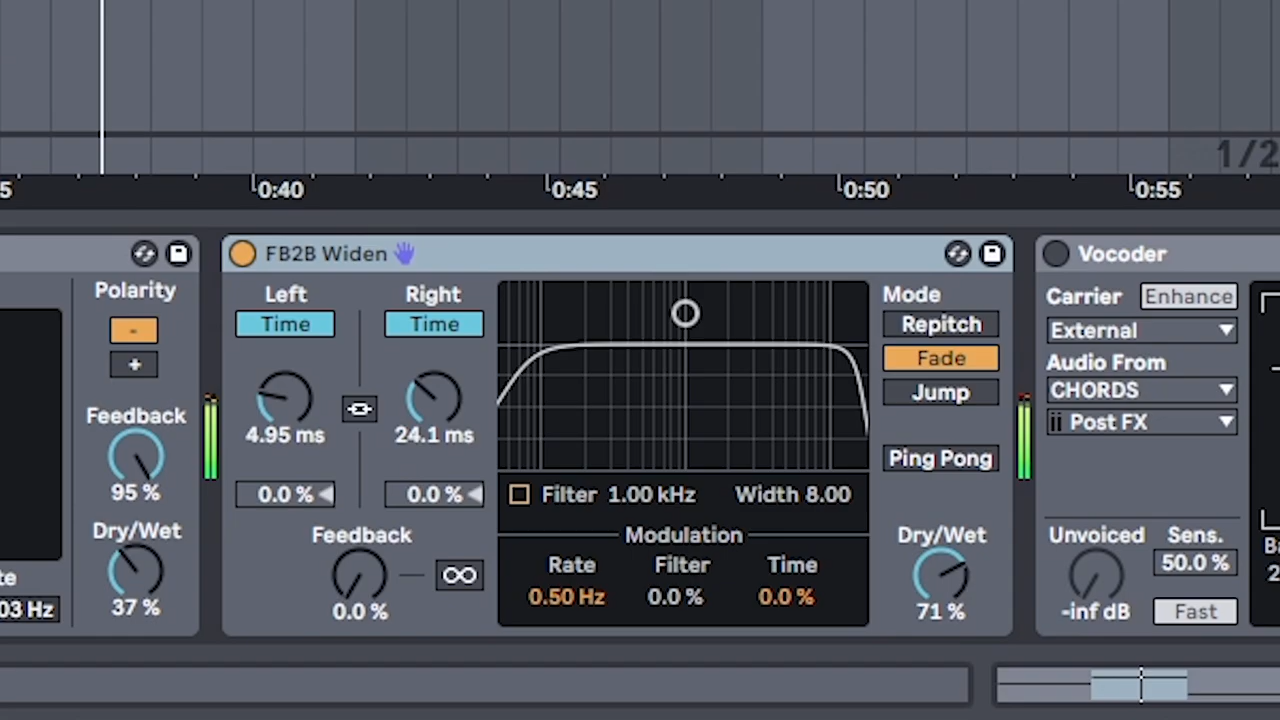 1/2
5
0:40
0:45
0:50
0:55
Polarity
-
+
Feedback
95 %
Dry/Wet
37 %
te
03 Hz
FB2B Widen
Left
Time
4.95 ms
0.0 %
Right
Time
24.1 ms
0.0 %
Feedback
0.0 %
Filter 1.00 kHz Width 8.00
Modulation
Rate Filter Time
0.50 Hz 0.0 % 0.0 %
Mode
Repitch
Fade
Jump
Ping Pong
Dry/Wet
71 %
Vocoder
Carrier Enhance
External
Audio From
CHORDS
Post FX
Unvoiced
-inf dB
Sens.
50.0 %
Fast
Ba
2